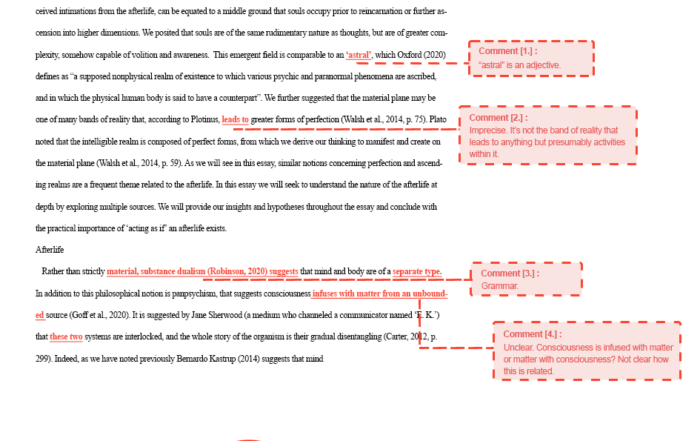 ceived intimations from the afterlife, can be equated to a middle ground that souls occupy prior to reincarnation or further as-
cension into higher dimensions. We posited that souls are of the same rudimentary nature as thoughts, but are of greater com-
plexity, somehow capable of volition and awareness. This emergent field is comparable to an ‘astral’, which Oxford (2020)
defines as “a supposed nonphysical realm of existence to which various psychic and paranormal phenomena are ascribed,
and in which the physical human body is said to have a counterpart”. We further suggested that the material plane may be
one of many bands of reality that, according to Plotinus, leads to greater forms of perfection (Walsh et al., 2014, p. 75). Plato
noted that the intelligible realm is composed of perfect forms, from which we derive our thinking to manifest and create on
the material plane (Walsh et al., 2014, p. 59). As we will see in this essay, similar notions concerning perfection and ascend-
ing realms are a frequent theme related to the afterlife. In this essay we will seek to understand the nature of the afterlife at
depth by exploring multiple sources. We will provide our insights and hypotheses throughout the essay and conclude with
the practical importance of ‘acting as if’ an afterlife exists.
Afterlife
Rather than strictly material, substance dualism (Robinson, 2020) suggests that mind and body are of a separate type.
In addition to this philosophical notion is panpsychism, that suggests consciousness infuses with matter from an unbound-
ed source (Goff et al., 2020). It is suggested by Jane Sherwood (a medium who channeled a communicator named ‘E. K.’)
that these two systems are interlocked, and the whole story of the organism is their gradual disentangling (Carter, 2012, p.
299). Indeed, as we have noted previously Bernardo Kastrup (2014) suggests that mind
Comment [1.] :
“astral” is an adjective.
Comment [2.] :
Imprecise. It’s not the band of reality that
leads to anything but presumably activities
within it.
Comment [3.] :
Grammar.
Comment [4.] :
Unclear. Consciousness is infused with matter
or matter with consciousness? Not clear how
this is related.